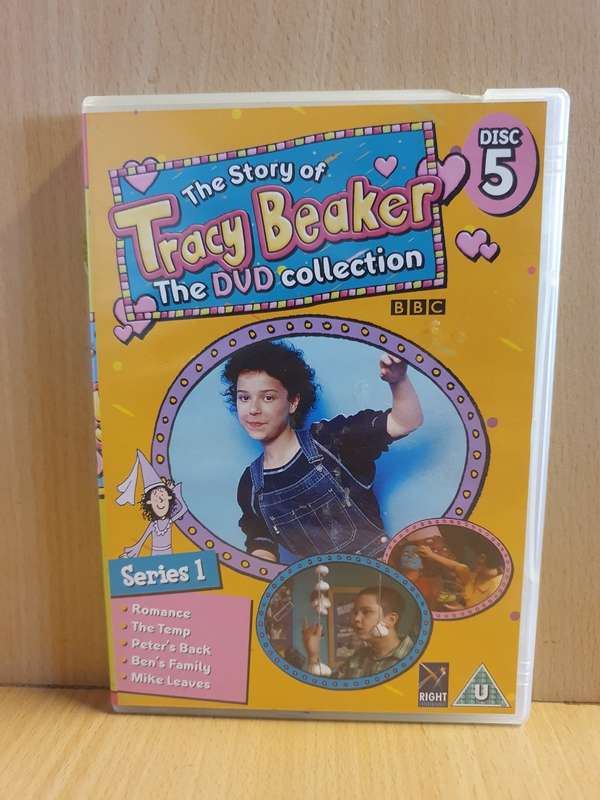 DISC
5
The Story of
Tracy Beaker
The DVD collection
BBC
Series 1
Romance
The Temp
Peter's Back
Ben's Family
Mike Leaves
RIGHT
U